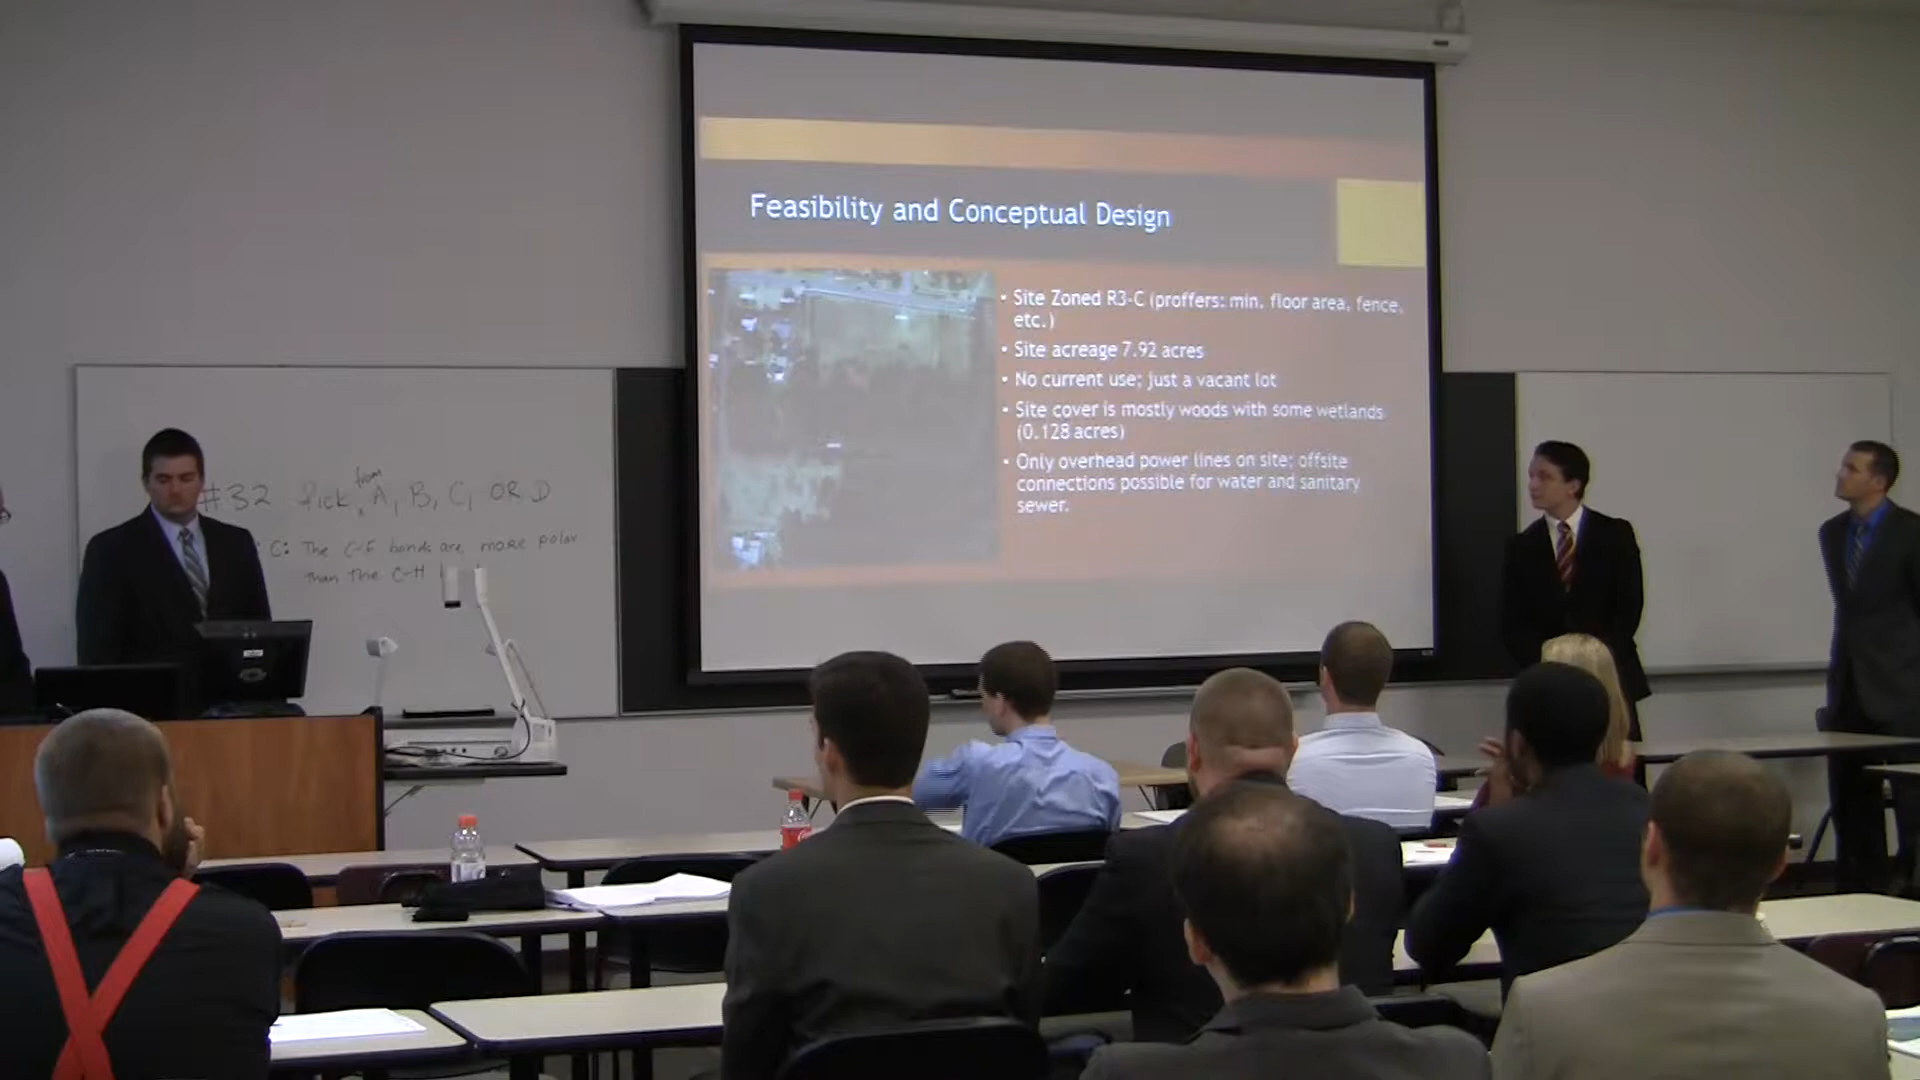 Feasibility and Conceptual Design
• Site Zoned R3-C (proffers: min. floor area, fence,
etc.)
• Site acreage 7.92 acres
• No current use; just a vacant lot
• Site cover is mostly woods with some wetlands
(0.128 acres)
• Only overhead power lines on site; offsite
connections possible for water and sanitary
sewer.
from
#32 Pick A, B, C, OR D
: C: The C-F bonds are more polar
than the C-H